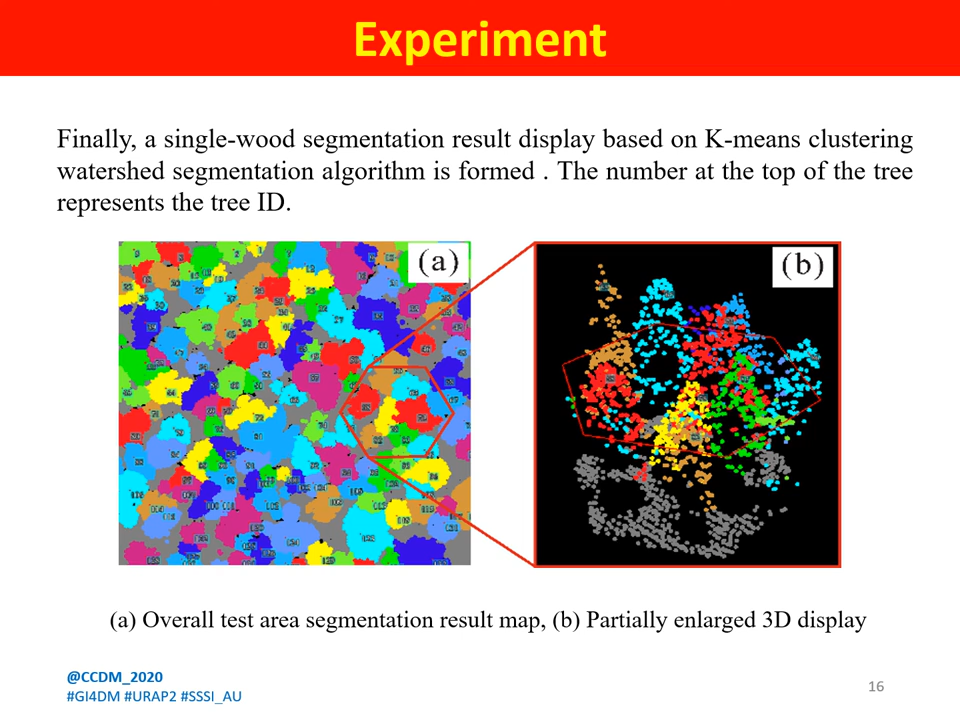 Experiment
Finally, a single-wood segmentation result display based on K-means clustering
watershed segmentation algorithm is formed . The number at the top of the tree
represents the tree ID.
(a)
(b)
(a) Overall test area segmentation result map, (b) Partially enlarged 3D display
@CCDM_2020
#GI4DM #URAP2 #SSSI_AU
16